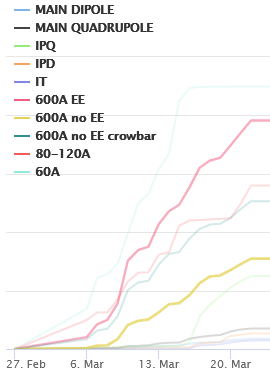 MAIN DIPOLE
MAIN QUADRUPOLE
IPQ
IPD
IT
600A EE
600A no EE
600A no EE crowbar
80-120A
60A
27. Feb 6. Mar 13. Mar 20. Mar